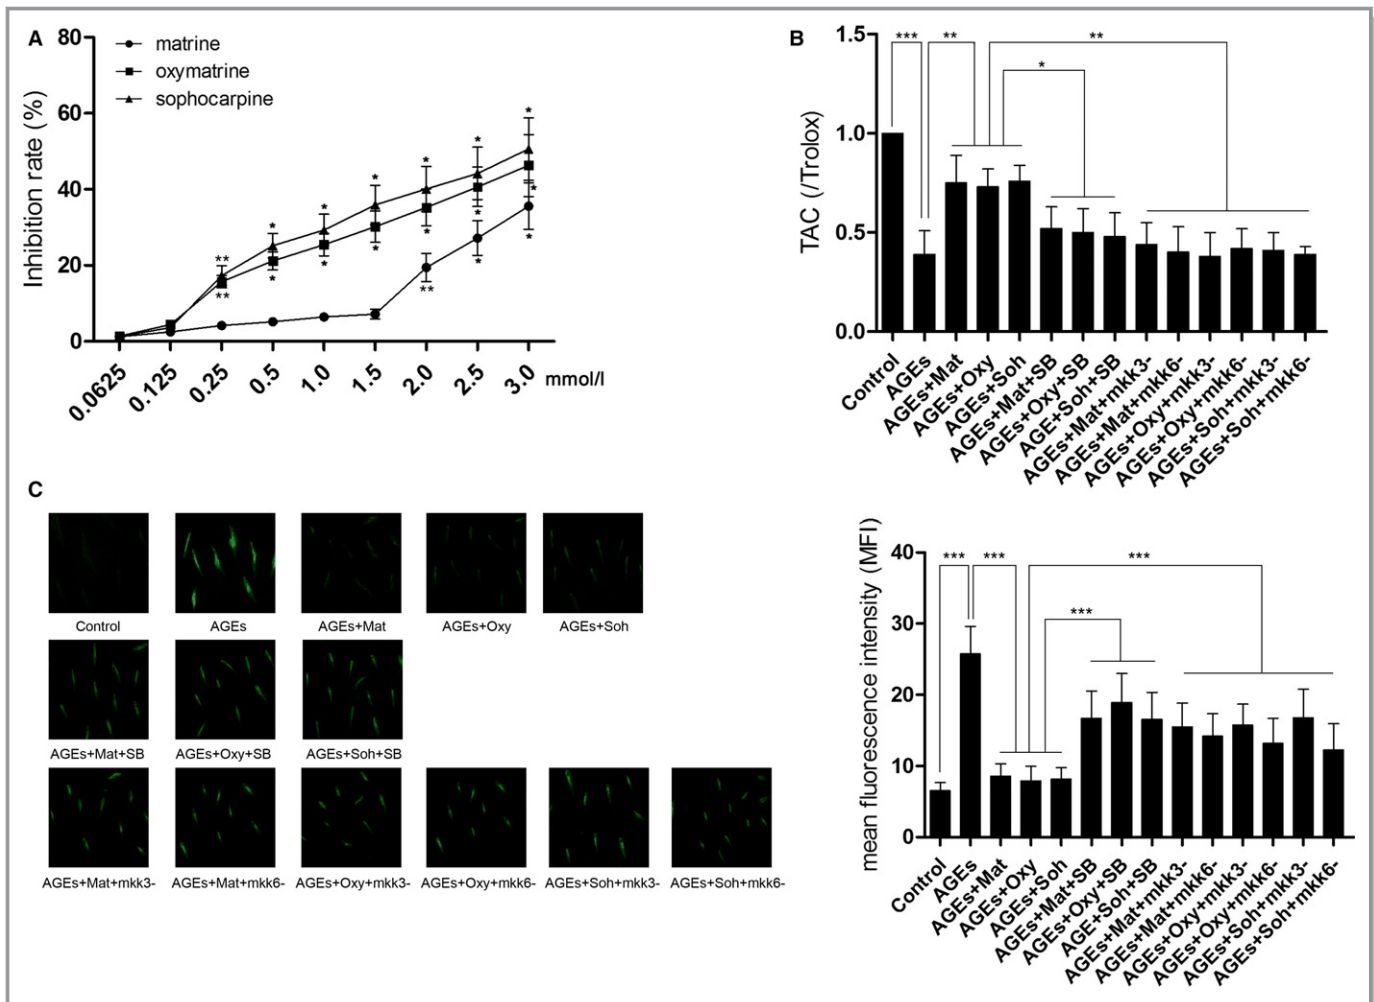 A
80
60
40
20
0
Inhibition rate (%)
matrine
oxymatrine
sophocarpine
**
**
*
*
*
*
*
*
*
*
**
*
*
*
*
*
*
0.0625
0.125
0.25
0.5
1.0
1.5
2.0
2.5
3.0
mmol/l
B
1.5
1.0
0.5
0.0
TAC (/Trolox)
***
**
**
*
Control
AGEs
AGEs+Mat
AGEs+Oxy
AGEs+Soh
AGEs+Mat+SB
AGEs+Oxy+SB
AGE+Soh+SB
AGEs+Mat+mkk3-
AGEs+Mat+mkk6-
AGEs+Oxy+mkk3-
AGEs+Oxy+mkk6-
AGEs+Soh+mkk3-
AGEs+Soh+mkk6-
C
Control
AGEs
AGEs+Mat
AGEs+Oxy
AGEs+Soh
AGEs+Mat+SB
AGEs+Oxy+SB
AGEs+Soh+SB
AGEs+Mat+mkk3-
AGEs+Mat+mkk6-
AGEs+Oxy+mkk3-
AGEs+Oxy+mkk6-
AGEs+Soh+mkk3-
AGEs+Soh+mkk6-
40
30
20
10
0
mean fluorescence intensity (MFI)
***
***
***
***
Control
AGEs
AGEs+Mat
AGEs+Oxy
AGEs+Soh
AGEs+Mat+SB
AGEs+Oxy+SB
AGE+Soh+SB
AGEs+Mat+mkk3-
AGEs+Mat+mkk6-
AGEs+Oxy+mkk3-
AGEs+Oxy+mkk6-
AGEs+Soh+mkk3-
AGEs+Soh+mkk6-